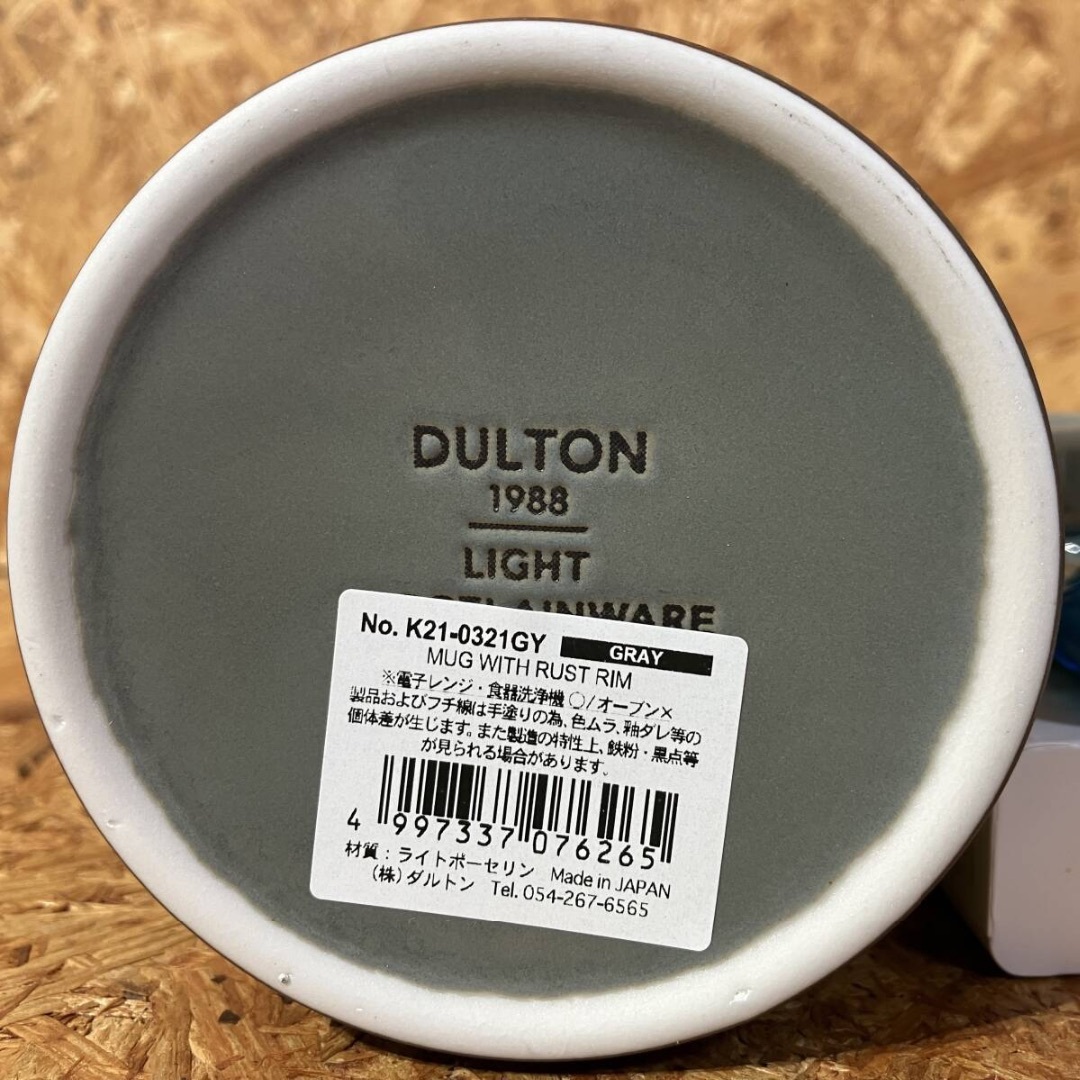 DULTON
1988
LIGHT
No. K21-0321GY GRAY
MUG WITH RUST RIM
※電子レンジ・食器洗浄機 ○/オーブン×
製品およびフチ線は手塗りの為、色ムラ、釉ダレ等の
個体差が生じます。また製造の特性上、鉄粉・黒点等
が見られる場合があります。
4 997337 076265
材質:ライトポーセリン Made in JAPAN
(株)ダルトン Tel. 054-267-6565